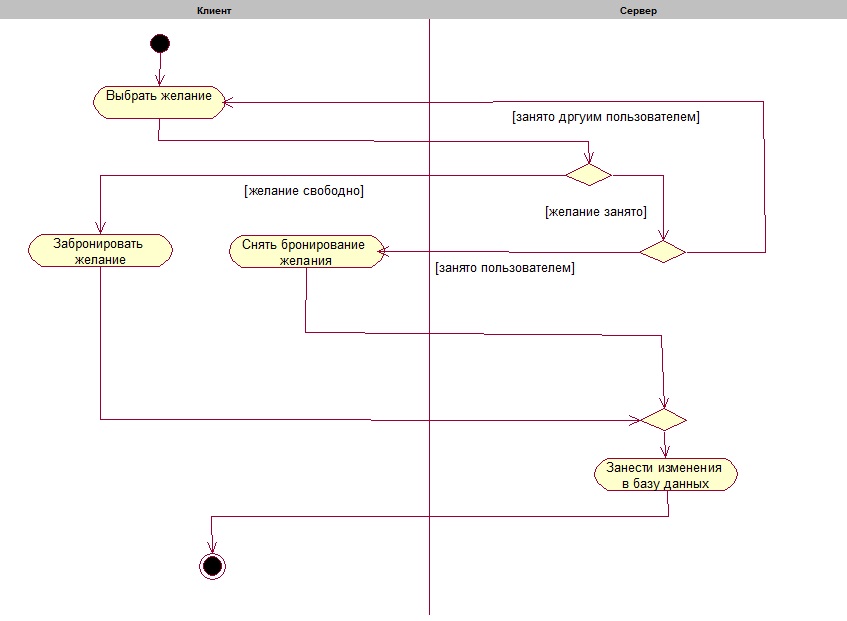 Клиент
Сервер
Выбрать желание
[занято дргуим пользователем]
[желание свободно]
[желание занято]
Забронировать
желание
Снять бронирование
желания
[занято пользователем]
Занести изменения
в базу данных